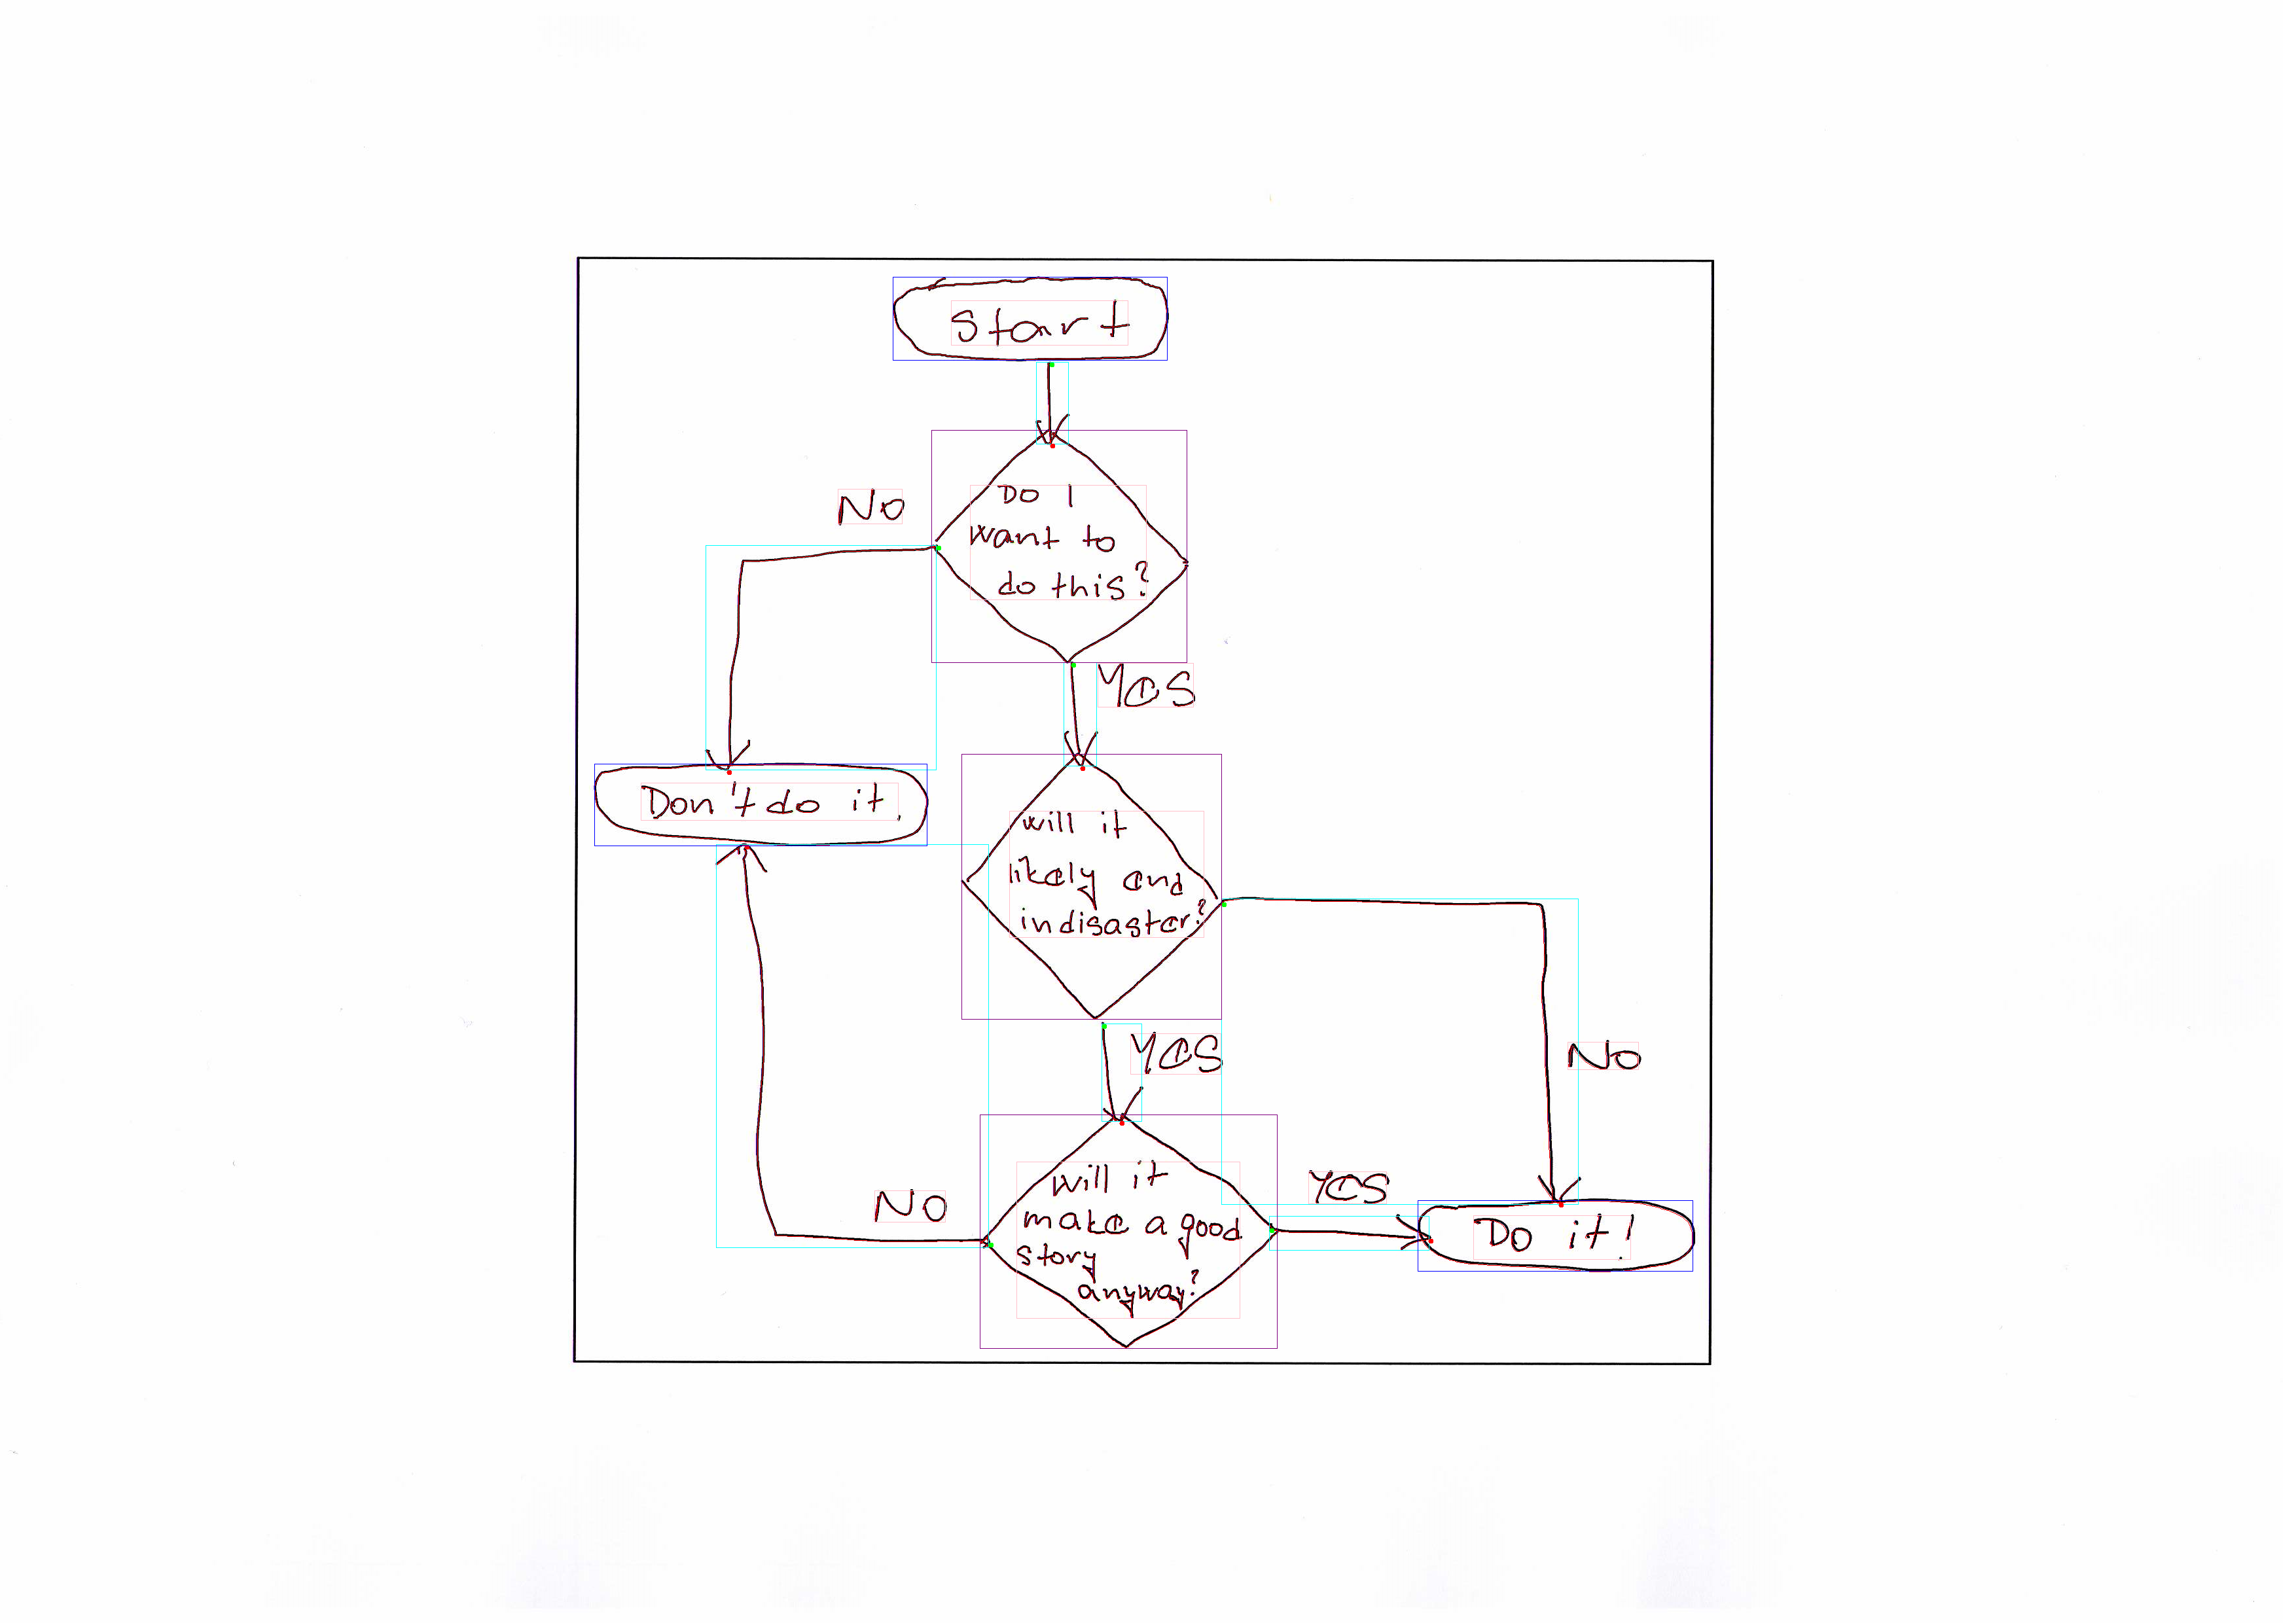 Start
NO
Do I
want to
do this?
YES
Don't do it.
will it
likely end
in disaster?
YES
NO
will it
make a good
story
anyway?
NO
YES
Do it!